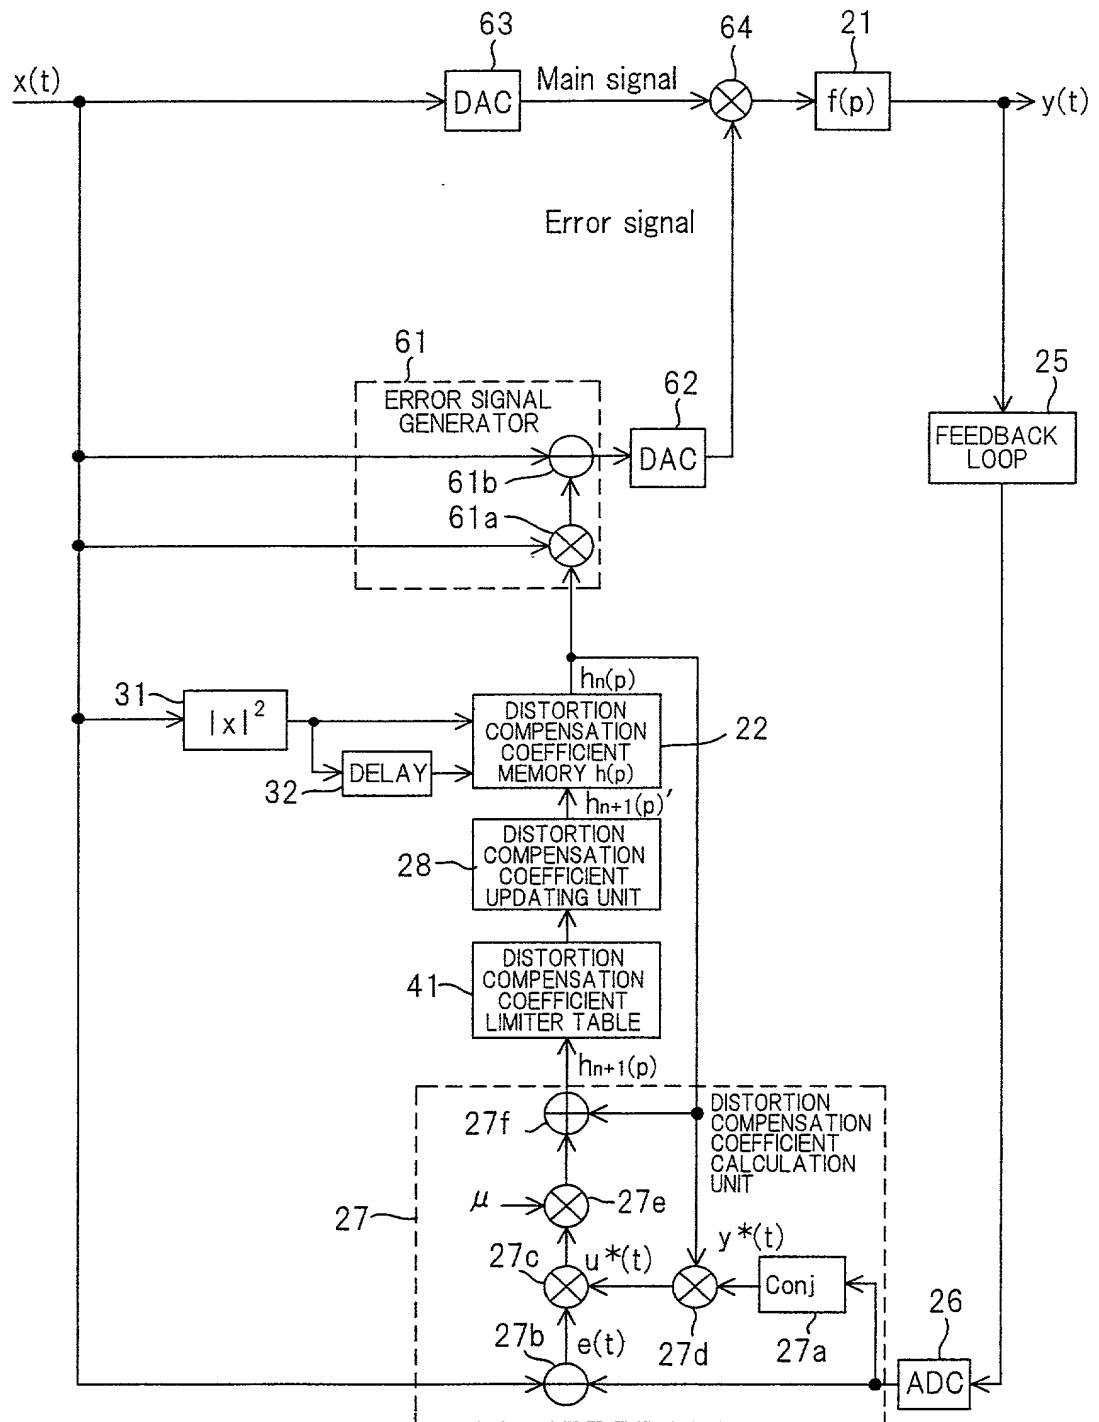 63
64
21
x(t)
DAC
Main signal
f(p)
y(t)
Error signal
61
ERROR SIGNAL
GENERATOR
62
25
DAC
FEEDBACK
LOOP
61b
61a
hn(p)
31
|x|²
DISTORTION
COMPENSATION
COEFFICIENT
MEMORY h(p)
22
DELAY
32
hn+1(p)'
28
DISTORTION
COMPENSATION
COEFFICIENT
UPDATING UNIT
41
DISTORTION
COMPENSATION
COEFFICIENT
LIMITER TABLE
hn+1(p)
27f
DISTORTION
COMPENSATION
COEFFICIENT
CALCULATION
UNIT
27
μ
27e
y*(t)
27c
u*(t)
Conj
26
27b
e(t)
27d
27a
ADC